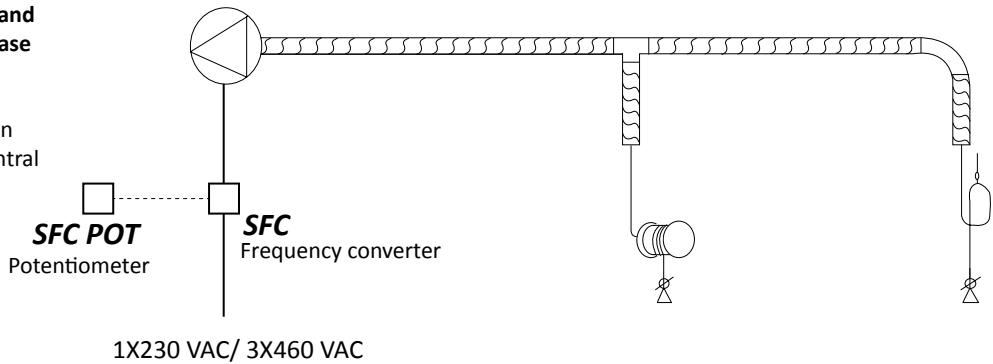 and
ase
n
ntral
SFC POT
Potentiometer
SFC
Frequency converter
1X230 VAC/ 3X460 VAC